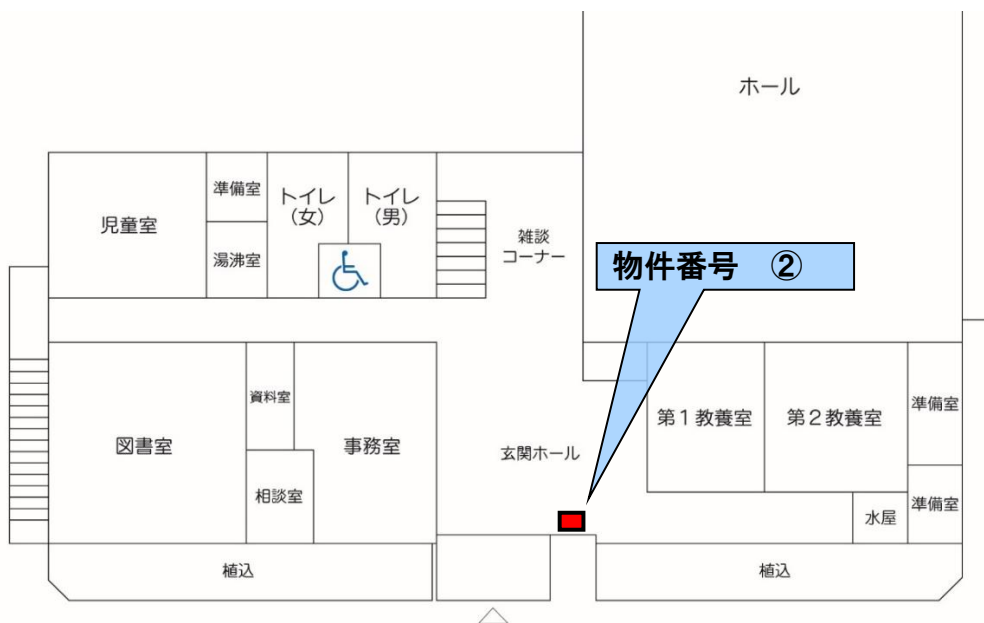 ホール
準備室
トイレ
(女)
トイレ
(男)
児童室
雑談
コーナー
湯沸室
物件番号　②
資料室
第1教養室
第2教養室
準備室
図書室
事務室
玄関ホール
相談室
水屋
準備室
植込
植込